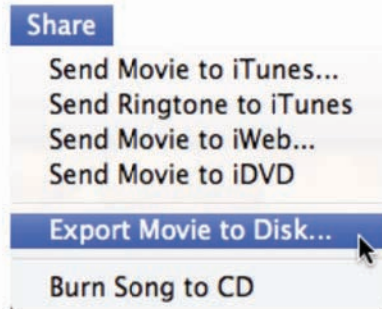 Share
Send Movie to iTunes...
Send Ringtone to iTunes
Send Movie to iWeb...
Send Movie to iDVD
Export Movie to Disk...
Burn Song to CD